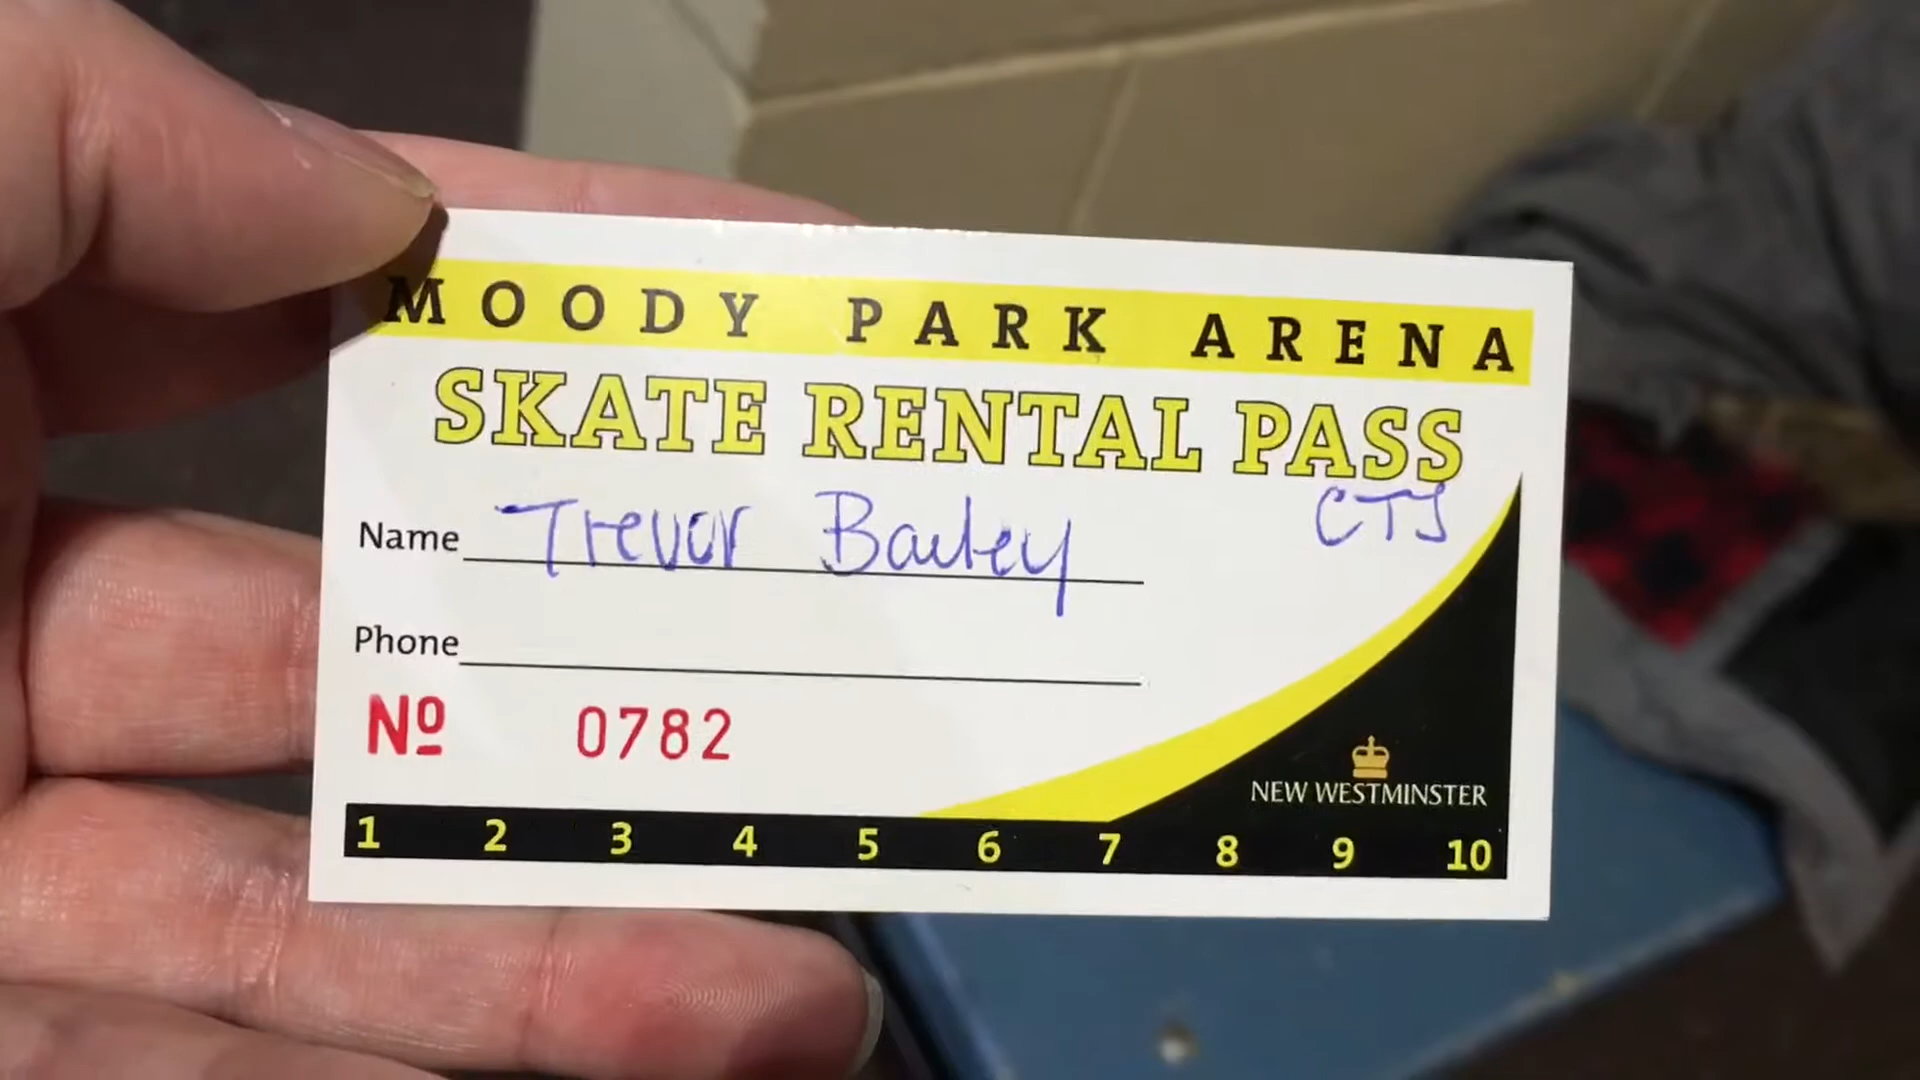 MOODY PARK ARENA
SKATE RENTAL PASS
Name Trevor Bailey CTJ
Phone
Nº 0782
NEW WESTMINSTER
1 2 3 4 5 6 7 8 9 10